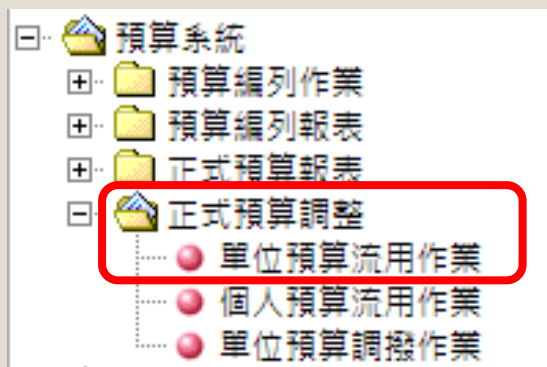 預算系統
預算編列作業
預算編列報表
正式預算報表
正式預算調整
單位預算流用作業
個人預算流用作業
單位預算調撥作業